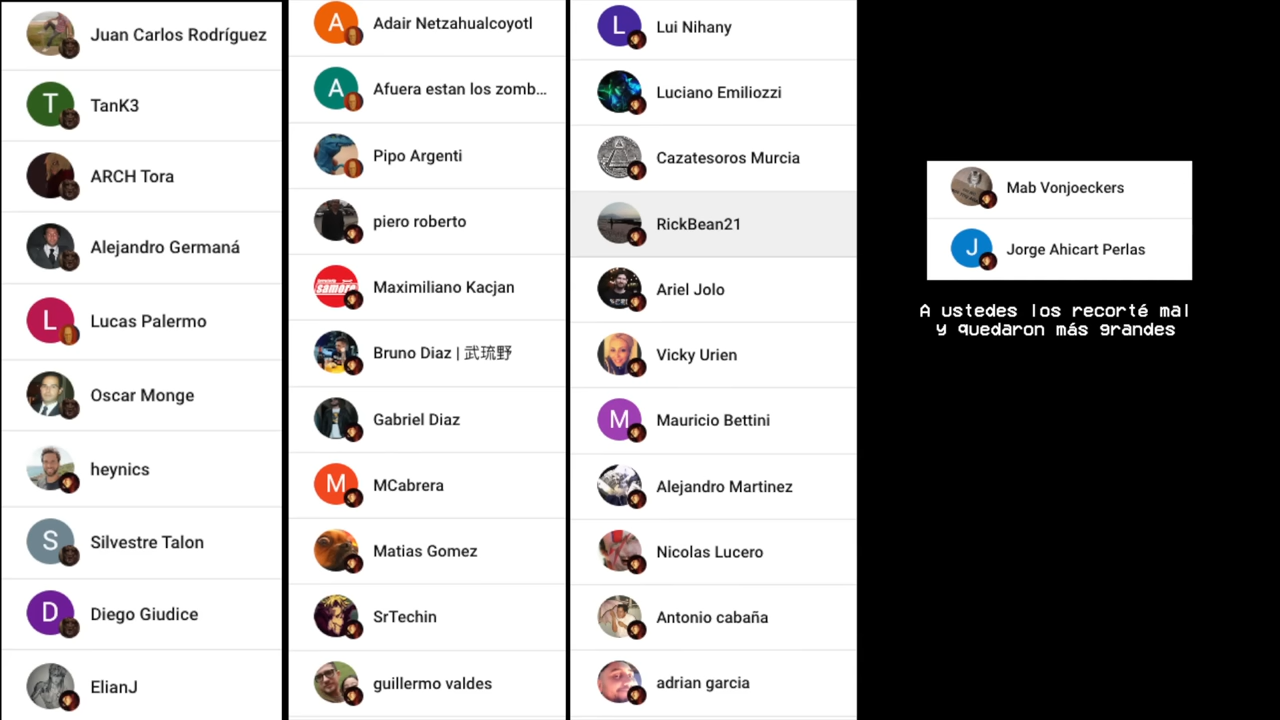 Juan Carlos Rodríguez
T
TanK3
ARCH Tora
Alejandro Germaná
L
Lucas Palermo
Oscar Monge
heynics
S
Silvestre Talon
D
Diego Giudice
ElianJ
A
Adair Netzahualcoyotl
A
Afuera estan los zomb...
Pipo Argenti
piero roberto
samore
Maximiliano Kacjan
Bruno Diaz | 武琉野
Gabriel Diaz
M
MCabrera
Matias Gomez
SrTechin
guillermo valdes
L
Lui Nihany
Luciano Emiliozzi
Cazatesoros Murcia
RickBean21
Ariel Jolo
Vicky Urien
M
Mauricio Bettini
Alejandro Martinez
Nicolas Lucero
Antonio cabaña
adrian garcia
Mab Vonjoeckers
J
Jorge Ahicart Perlas
A ustedes los recorté mal
y quedaron más grandes